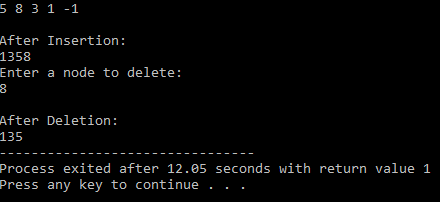 5 8 3 1 -1
After Insertion:
1358
Enter a node to delete:
8
After Deletion:
135
--------------------------------
Process exited after 12.05 seconds with return value 1
Press any key to continue . . .